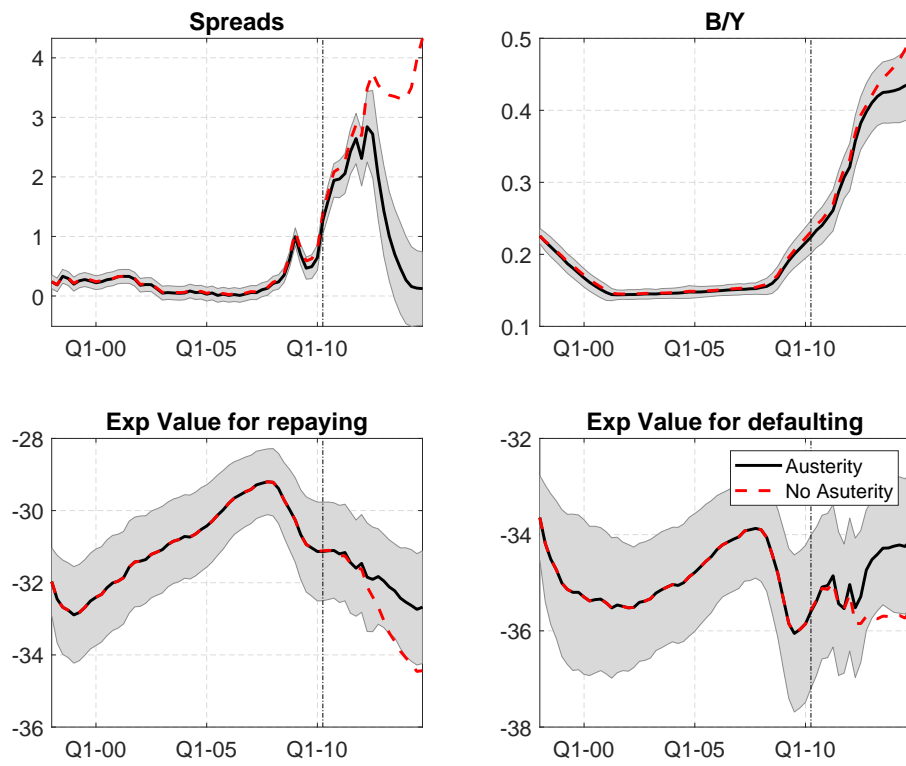 Spreads
4
3
2
1
0
Q1-00 Q1-05 Q1-10
B/Y
0.5
0.4
0.3
0.2
0.1
Q1-00 Q1-05 Q1-10
Exp Value for repaying
-28
-30
-32
-34
-36
Q1-00 Q1-05 Q1-10
Exp Value for defaulting
-32
-34
-36
-38
Q1-00 Q1-05 Q1-10
Austerity
No Asuterity